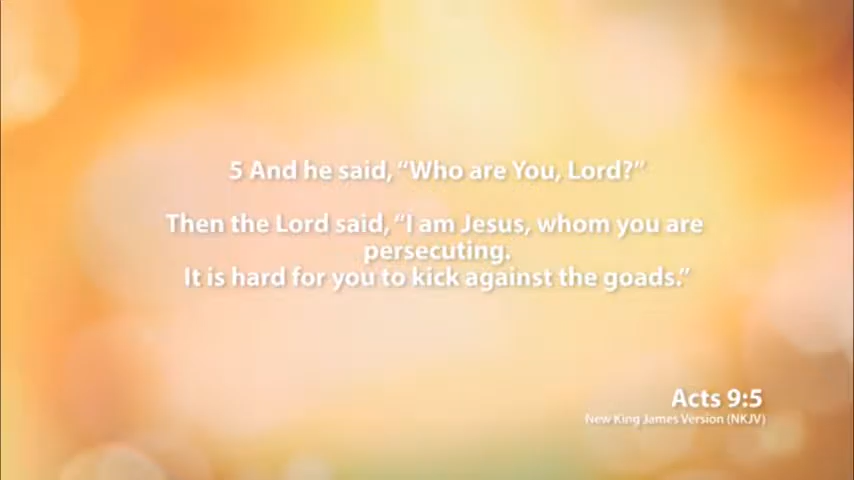 5 And he said, “Who are You, Lord?”
Then the Lord said, “I am Jesus, whom you are
persecuting.
It is hard for you to kick against the goads.”
Acts 9:5
New King James Version (NKJV)